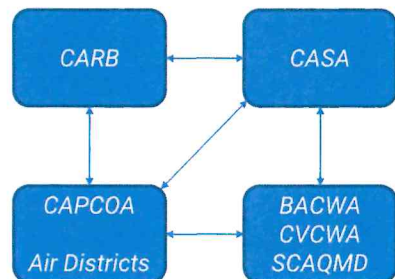 CARB
CASA
CAPCOA
Air Districts
BACWA
CVCWA
SCAQMD